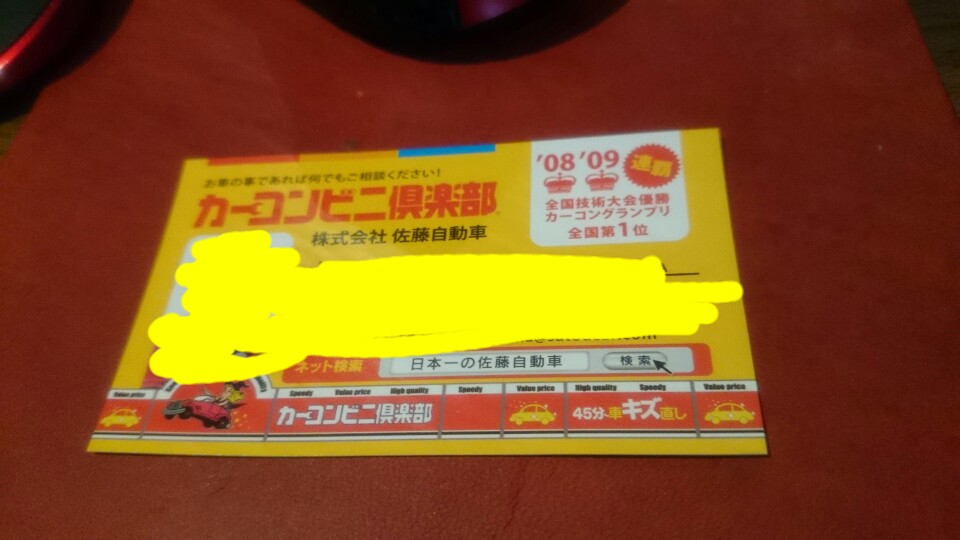 お車の事であれば何でもご相談ください!
カーコンビニ倶楽部
株式会社 佐藤自動車
'08 '09 連覇
全国技術大会優勝
カーコングランプリ
全国第1位
ネット検索 日本一の佐藤自動車 検索
Value price Speedy Value price High quality Speedy Value price High quality Speedy Value price
カーコンビニ倶楽部 45分車キズ直し